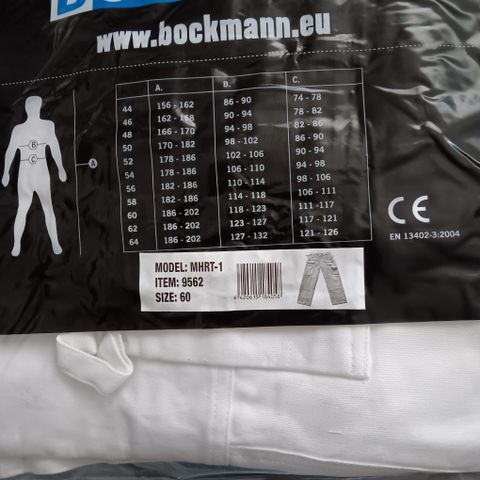 www.bockmann.eu
A. B. C.
44 156 - 162 86 - 90 74 - 78
46 162 - 168 90 - 94 78 - 82
48 166 - 170 94 - 98 82 - 86
50 170 - 182 98 - 102 86 - 90
52 178 - 186 102 - 106 90 - 94
54 178 - 186 106 - 110 94 - 98
56 182 - 186 110 - 114 98 - 106
58 182 - 186 114 - 118 106 - 111
60 186 - 202 118 - 123 111 -117
62 186 - 202 123 - 127 117 - 121
64 186 - 202 127 - 132 121 - 126
B
C
A
CE
EN 13402-3:2004
MODEL: MHRT-1
ITEM: 9562
SIZE: 60